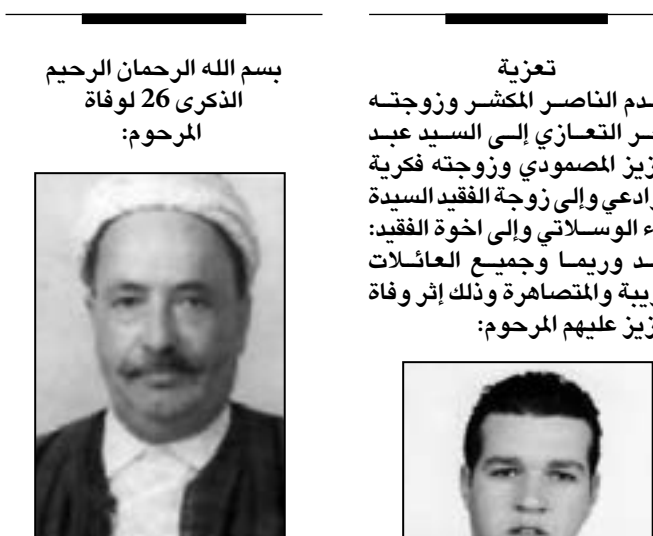 تعزية
الناصر المكشر وزوجته
التعازي إلى السيد عبد
المصمودي وزوجته فكرية
وإلى زوجة الفقيد السيدة
الوسلاتي وإلى اخوة الفقيد:
وريما وجميع العائلات
والمتصاهرة وذلك إثر وفاة
عليهم المرحوم:
بسم الله الرحمان الرحيم
الذكرى 26 لوفاة
المرحوم: